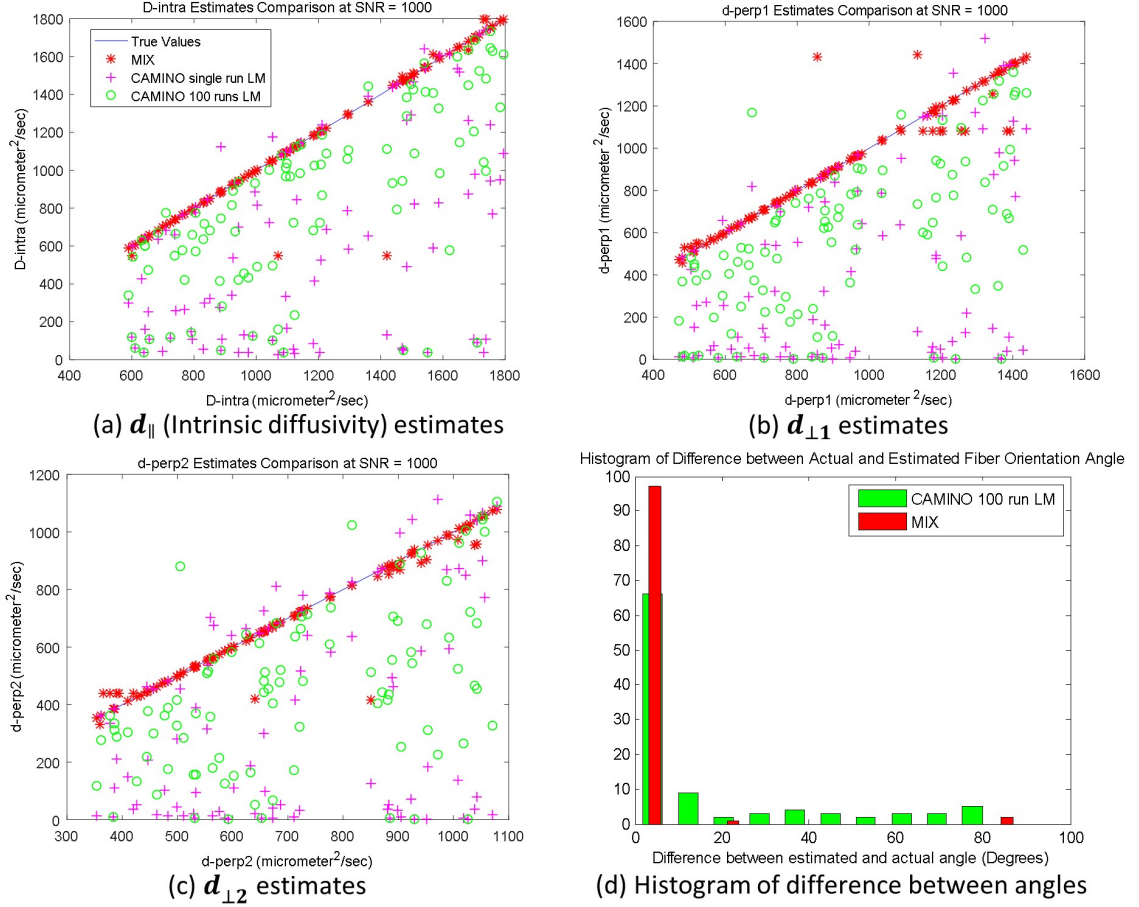 D-intra Estimates Comparison at SNR = 1000
1800
1600
1400
1200
1000
800
600
400
200
0
D-intra (micrometer²/sec)
True Values
MIX
CAMINO single run LM
CAMINO 100 runs LM
400 600 800 1000 1200 1400 1600 1800
D-intra (micrometer²/sec)
(a) d∥ (Intrinsic diffusivity) estimates
d-perp1 Estimates Comparison at SNR = 1000
1600
1400
1200
1000
800
600
400
200
0
d-perp1 (micrometer ²/sec)
400 600 800 1000 1200 1400 1600
d-perp1 (micrometer ²/sec)
(b) d⊥1 estimates
d-perp2 Estimates Comparison at SNR = 1000
1200
1000
800
600
400
200
0
d-perp2 (micrometer²/sec)
300 400 500 600 700 800 900 1000 1100
d-perp2 (micrometer²/sec)
(c) d⊥2 estimates
Histogram of Difference between Actual and Estimated Fiber Orientation Angle
100
90
80
70
60
50
40
30
20
10
0
CAMINO 100 run LM
MIX
0 20 40 60 80 100
Difference between estimated and actual angle (Degrees)
(d) Histogram of difference between angles